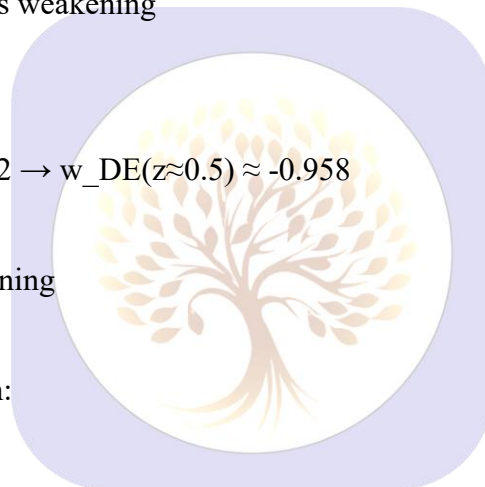 s weakening
2 → w_DE(z≈0.5) ≈ -0.958
ning
: